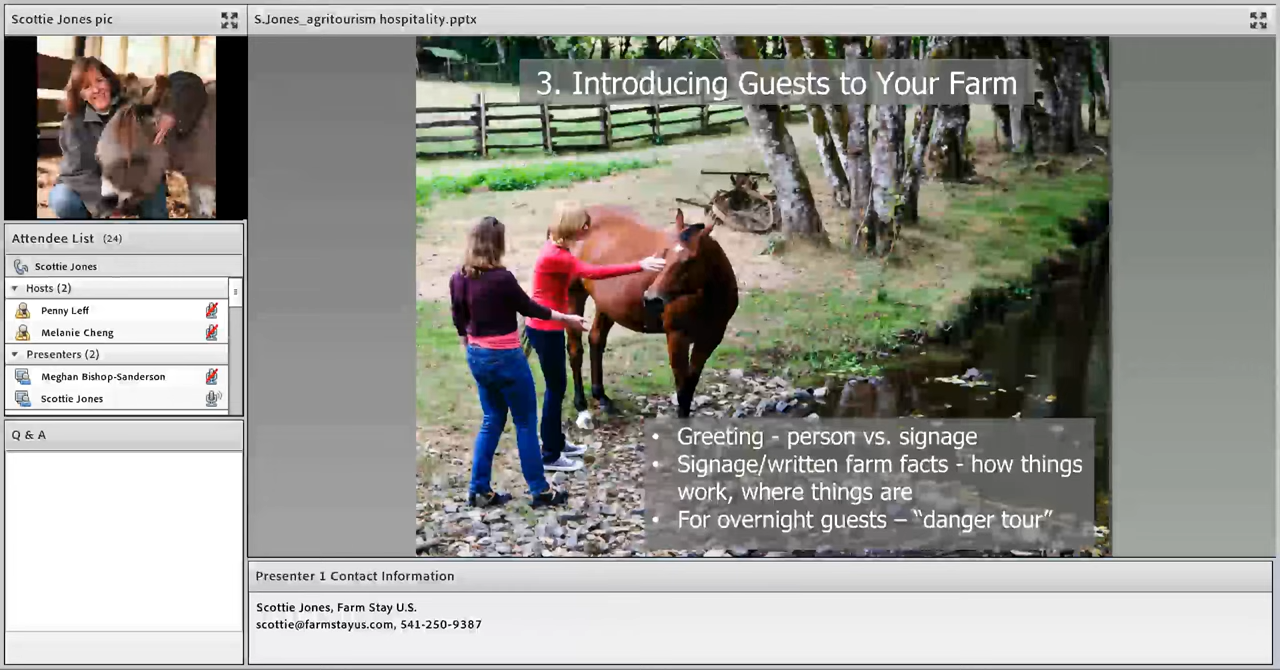 Scottie Jones pic
S.Jones_agritourism hospitality.pptx
3. Introducing Guests to Your Farm
Attendee List (24)
Scottie Jones
Hosts (2)
Penny Leff
Melanie Cheng
Presenters (2)
Meghan Bishop-Sanderson
Scottie Jones
Q & A
• Greeting - person vs. signage
• Signage/written farm facts - how things
work, where things are
• For overnight guests – “danger tour”
Presenter 1 Contact Information
Scottie Jones, Farm Stay U.S.
scottie@farmstayus.com, 541-250-9387